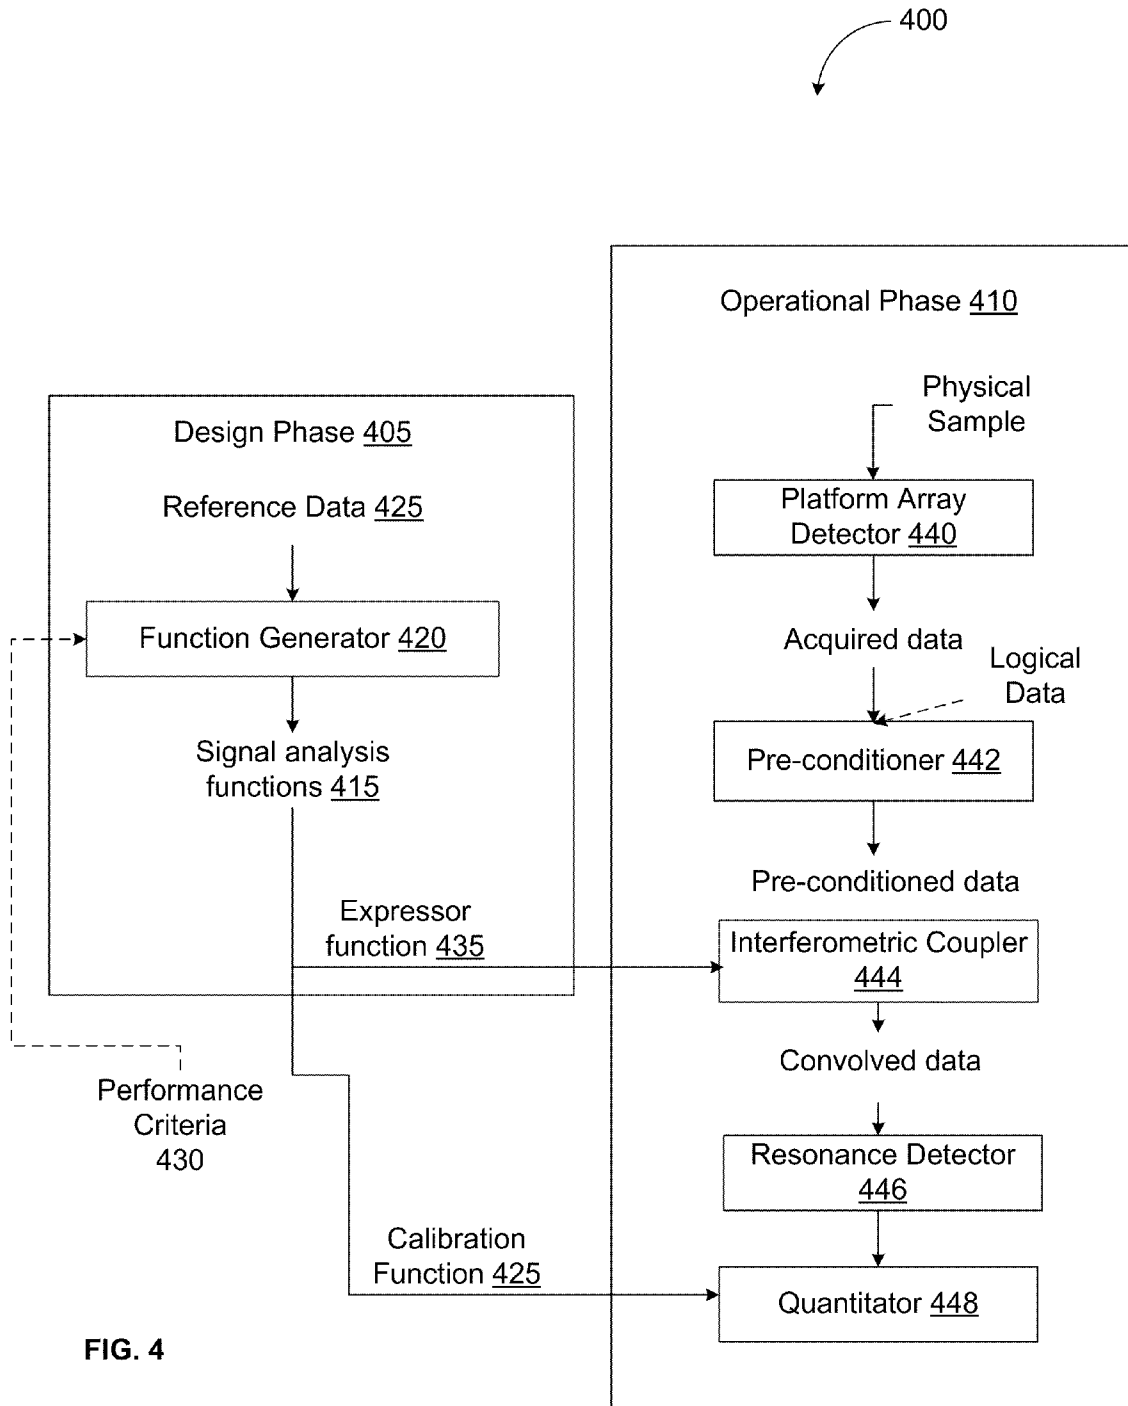 400
Operational Phase 410
Physical
Sample
Design Phase 405
Reference Data 425
Platform Array
Detector 440
Function Generator 420
Acquired data
Logical
Data
Signal analysis
functions 415
Pre-conditioner 442
Pre-conditioned data
Expressor
function 435
Interferometric Coupler
444
Convolved data
Performance
Criteria
430
Resonance Detector
446
Calibration
Function 425
Quantitator 448
FIG. 4